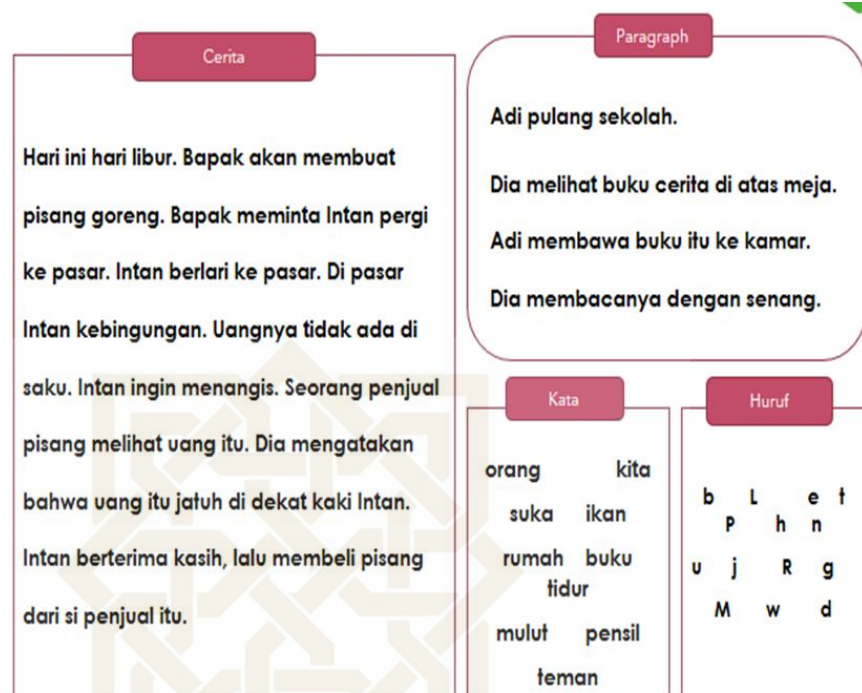 Cerita
Hari ini hari libur. Bapak akan membuat
pisang goreng. Bapak meminta Intan pergi
ke pasar. Intan berlari ke pasar. Di pasar
Intan kebingungan. Uangnya tidak ada di
saku. Intan ingin menangis. Seorang penjual
pisang melihat uang itu. Dia mengatakan
bahwa uang itu jatuh di dekat kaki Intan.
Intan berterima kasih, lalu membeli pisang
dari si penjual itu.
Paragraph
Adi pulang sekolah.
Dia melihat buku cerita di atas meja.
Adi membawa buku itu ke kamar.
Dia membacanya dengan senang.
Kata
orang kita
suka ikan
rumah buku
tidur
mulut pensil
teman
Huruf
b L e t
P h n
u j R g
M w d